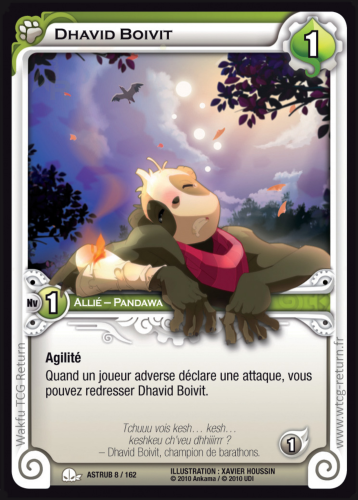 Dhavid Boivit
1
Nv 1 Allié – Pandawa
Agilité
Quand un joueur adverse déclare une attaque, vous
pouvez redresser Dhavid Boivit.
Tchuuu vois kesh… kesh…
keshkeu ch'veu dhhiirrr ?
– Dhavid Boivit, champion de barathons.
1
ASTRUB 8 / 162
ILLUSTRATION : XAVIER HOUSSIN
© 2010 Ankama / © 2010 UDI
Wakfu TCG Return
www.wtcg-return.fr